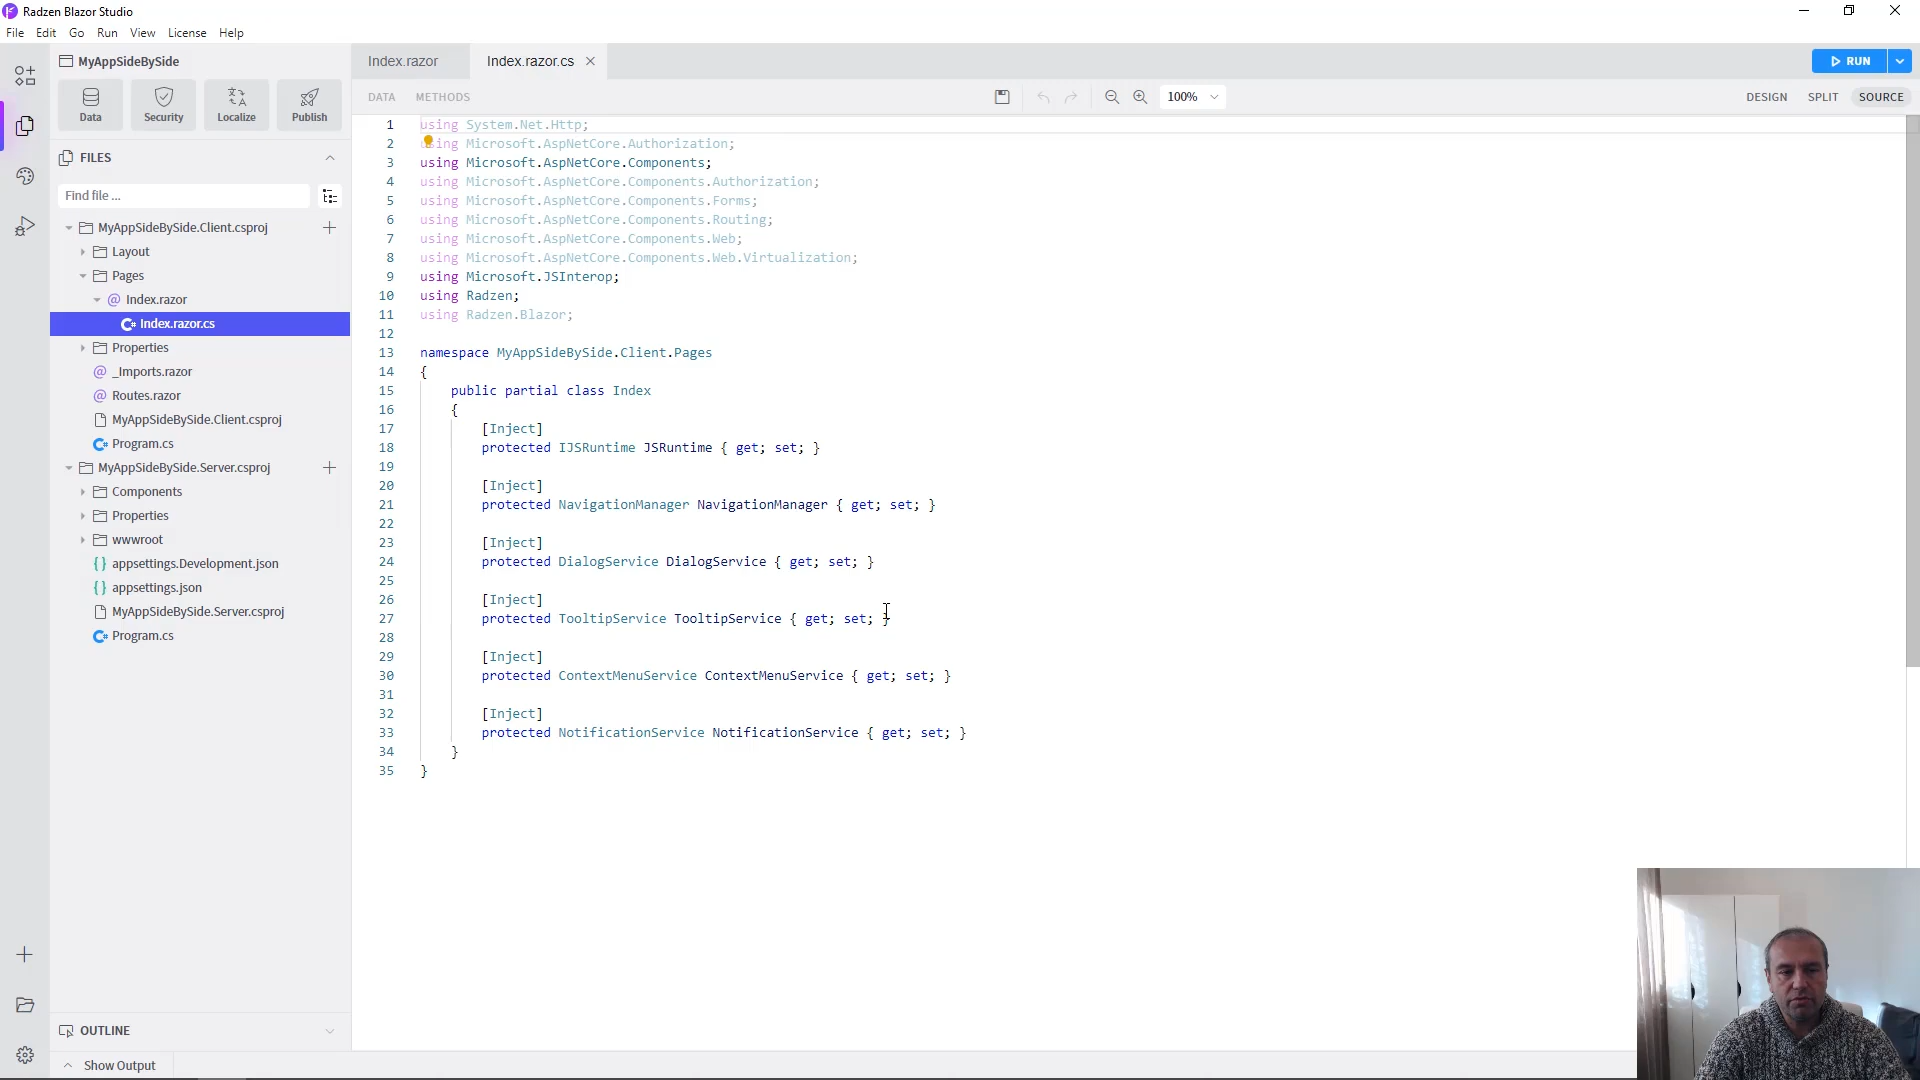 Radzen Blazor Studio
File Edit Go Run View License Help
MyAppSideBySide
Index.razor
Index.razor.cs
RUN
Data
Security
Localize
Publish
DATA METHODS
100%
DESIGN SPLIT SOURCE
FILES
Find file ...
MyAppSideBySide.Client.csproj
Layout
Pages
Index.razor
Index.razor.cs
Properties
_Imports.razor
Routes.razor
MyAppSideBySide.Client.csproj
Program.cs
MyAppSideBySide.Server.csproj
Components
Properties
wwwroot
appsettings.Development.json
appsettings.json
MyAppSideBySide.Server.csproj
Program.cs
OUTLINE
Show Output
1 using System.Net.Http;
2 using Microsoft.AspNetCore.Authorization;
3 using Microsoft.AspNetCore.Components;
4 using Microsoft.AspNetCore.Components.Authorization;
5 using Microsoft.AspNetCore.Components.Forms;
6 using Microsoft.AspNetCore.Components.Routing;
7 using Microsoft.AspNetCore.Components.Web;
8 using Microsoft.AspNetCore.Components.Web.Virtualization;
9 using Microsoft.JSInterop;
10 using Radzen;
11 using Radzen.Blazor;
12
13 namespace MyAppSideBySide.Client.Pages
14 {
15 public partial class Index
16 {
17 [Inject]
18 protected IJSRuntime JSRuntime { get; set; }
19
20 [Inject]
21 protected NavigationManager NavigationManager { get; set; }
22
23 [Inject]
24 protected DialogService DialogService { get; set; }
25
26 [Inject]
27 protected TooltipService TooltipService { get; set; }
28
29 [Inject]
30 protected ContextMenuService ContextMenuService { get; set; }
31
32 [Inject]
33 protected NotificationService NotificationService { get; set; }
34 }
35 }